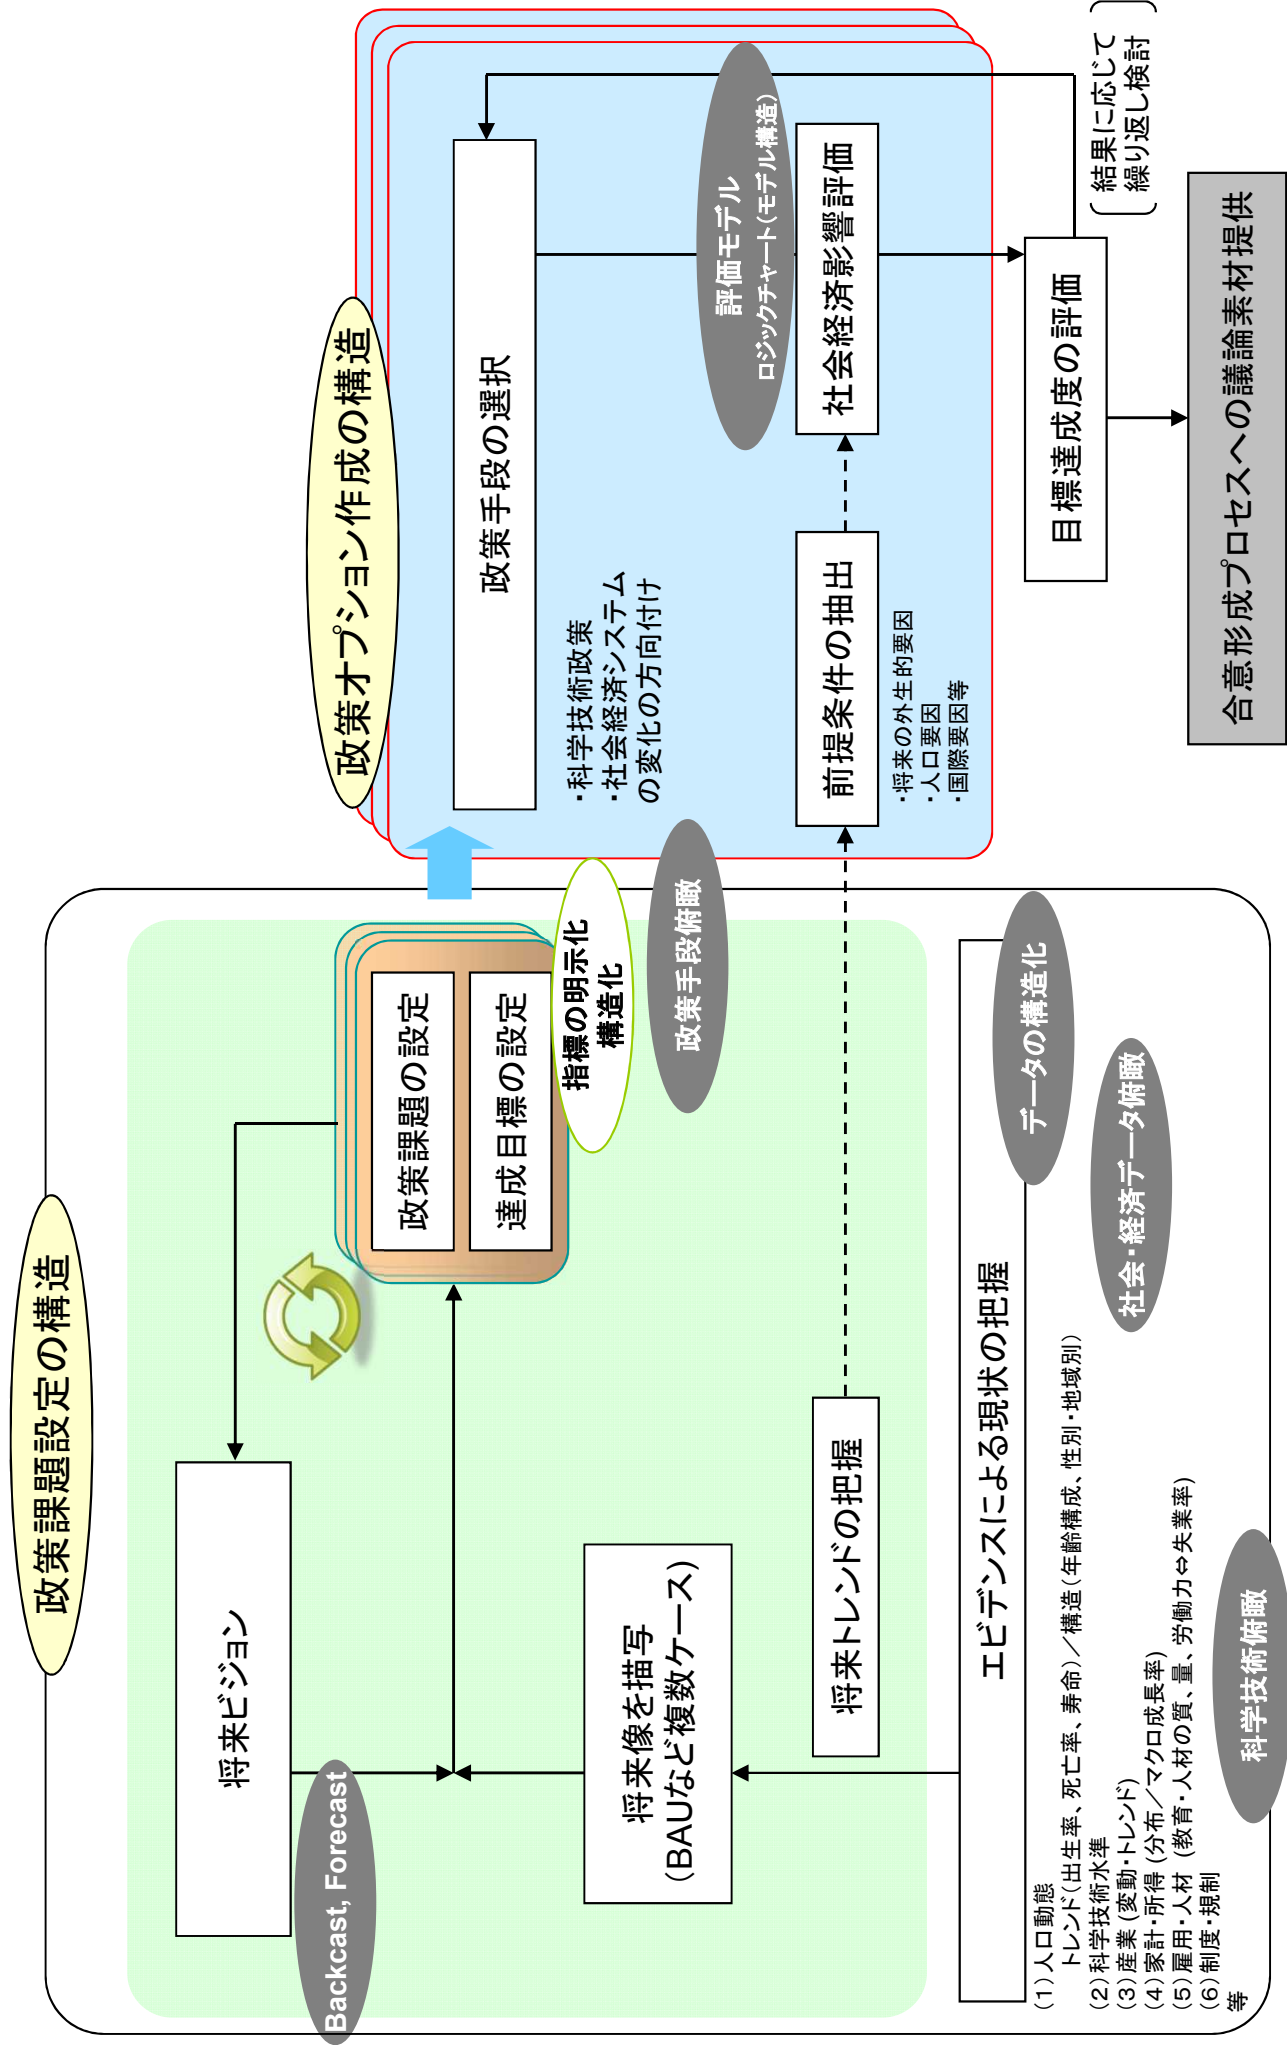 政策課題設定の構造
将来ビジョン
Backcast, Forecast
政策課題の設定
達成目標の設定
指標の明示化
構造化
政策手段俯瞰
将来像を描写
(BAUなど複数ケース)
将来トレンドの把握
エビデンスによる現状の把握
データの構造化
(1)人口動態
トレンド(出生率、死亡率、寿命)/構造(年齢構成、性別・地域別)
(2)科学技術水準
(3)産業(変動・トレンド)
(4)家計・所得(分布/マクロ成長率)
(5)雇用・人材 (教育・人材の質、量、労働力⇔失業率)
(6)制度・規制
等
社会・経済データ俯瞰
科学技術俯瞰
政策オプション作成の構造
政策手段の選択
・科学技術政策
・社会経済システム
の変化の方向付け
評価モデル
ロジックチャート(モデル構造)
前提条件の抽出
社会経済影響評価
・将来の外生的要因
・人口要因
・国際要因等
目標達成度の評価
結果に応じて
繰り返し検討
合意形成プロセスへの議論素材提供